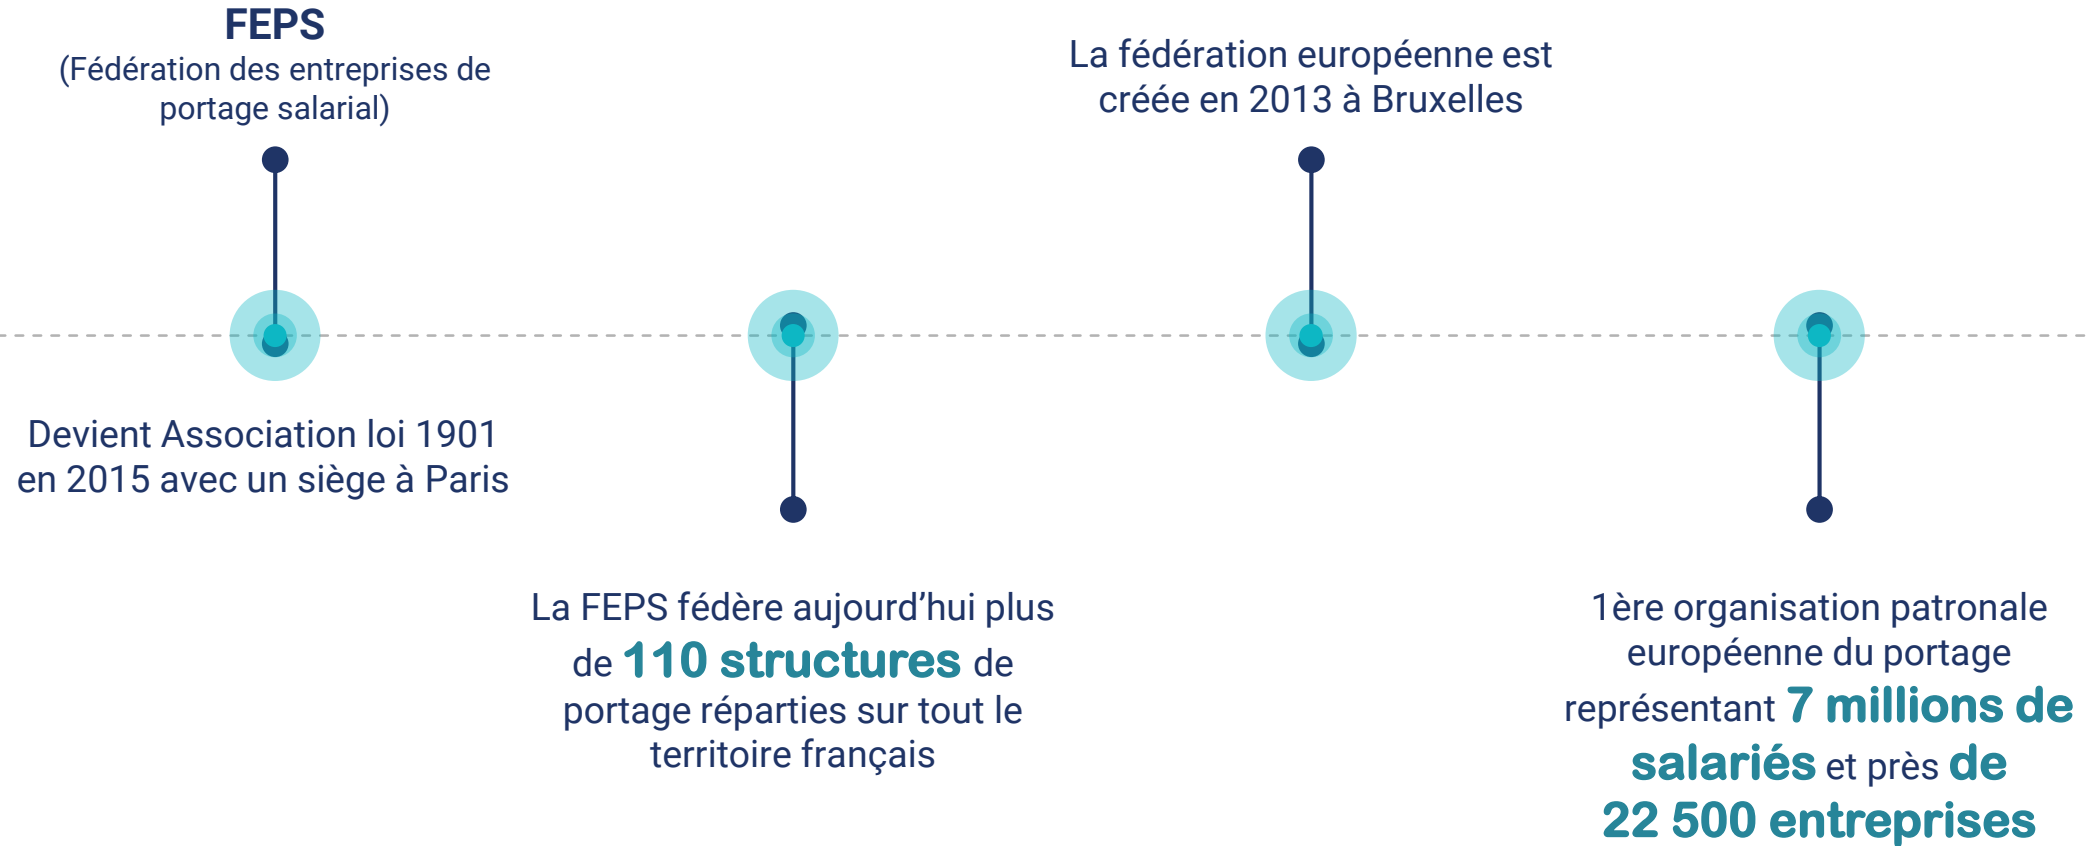 FEPS
(Fédération des entreprises de
portage salarial)
Devient Association loi 1901
en 2015 avec un siège à Paris
La FEPS fédère aujourd’hui plus
de 110 structures de
portage réparties sur tout le
territoire français
La fédération européenne est
créée en 2013 à Bruxelles
1ère organisation patronale
européenne du portage
représentant 7 millions de
salariés et près de
22 500 entreprises